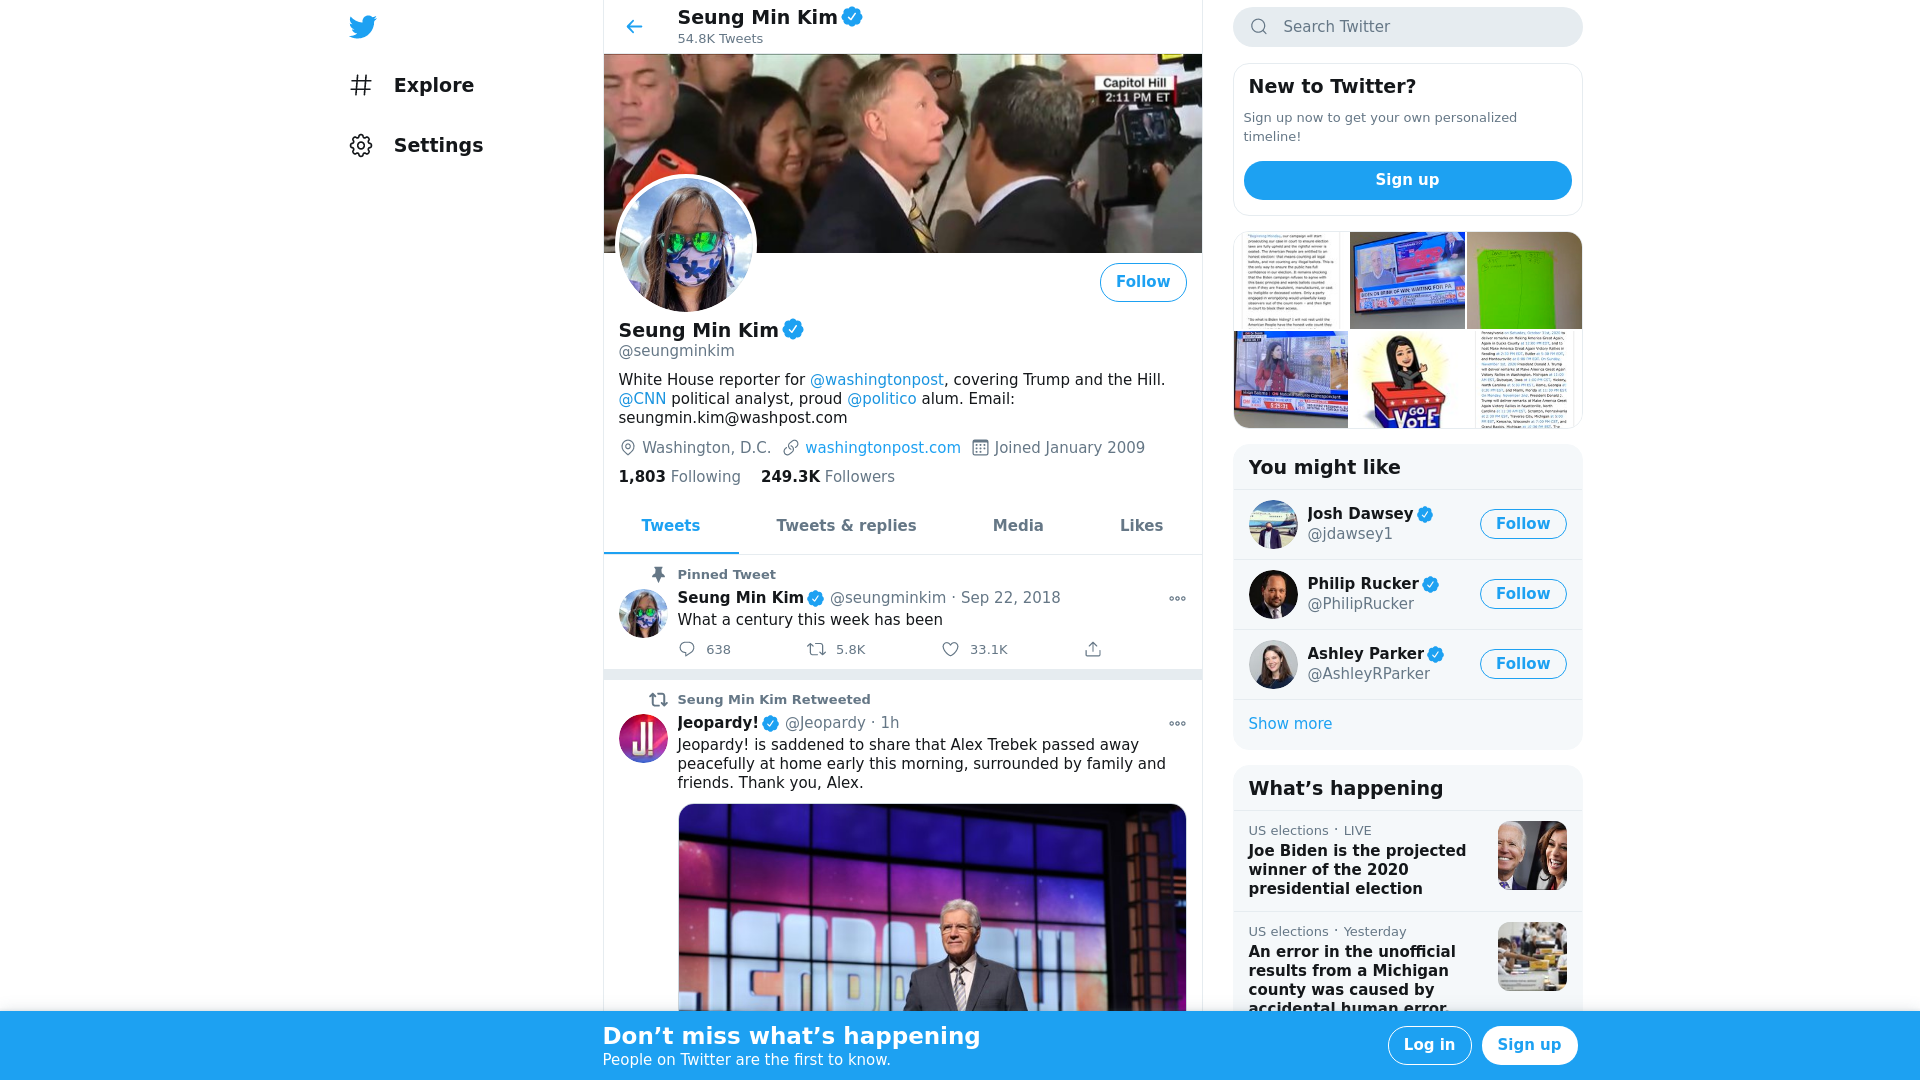 Explore
Settings
Seung Min Kim
54.8K Tweets
Capitol Hill
2:11 PM ET
Follow
Seung Min Kim
@seungminkim
White House reporter for @washingtonpost, covering Trump and the Hill.
@CNN political analyst, proud @politico alum. Email:
seungmin.kim@washpost.com
Washington, D.C. washingtonpost.com Joined January 2009
1,803 Following 249.3K Followers
Tweets Tweets & replies Media Likes
Pinned Tweet
Seung Min Kim @seungminkim · Sep 22, 2018
What a century this week has been
638 5.8K 33.1K
Seung Min Kim Retweeted
Jeopardy! @Jeopardy · 1h
Jeopardy! is saddened to share that Alex Trebek passed away
peacefully at home early this morning, surrounded by family and
friends. Thank you, Alex.
J!
JEOPARDY!
Search Twitter
New to Twitter?
Sign up now to get your own personalized
timeline!
Sign up
GO
VOTE
You might like
Josh Dawsey
@jdawsey1
Follow
Philip Rucker
@PhilipRucker
Follow
Ashley Parker
@AshleyRParker
Follow
Show more
What’s happening
US elections · LIVE
Joe Biden is the projected
winner of the 2020
presidential election
US elections · Yesterday
An error in the unofficial
results from a Michigan
county was caused by
accidental human error,
Don’t miss what’s happening
People on Twitter are the first to know.
Log in
Sign up